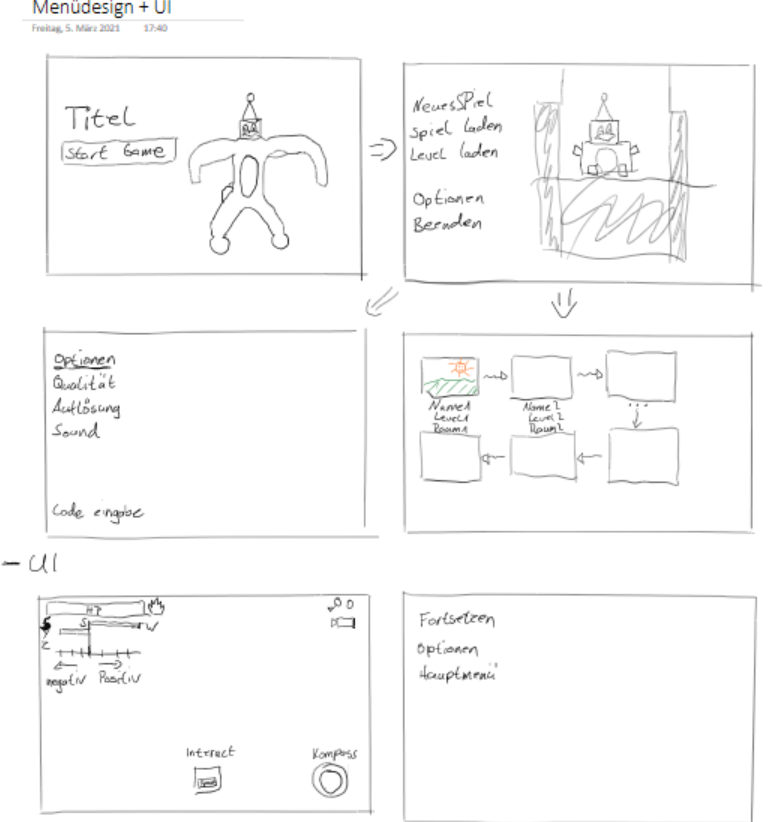 Menüdesign + UI
Freitag, 5. März 2021 17:40
Titel
Start Game
Neues Spiel
Spiel laden
Level laden
Optionen
Beenden
Optionen
Qualität
Auflösung
Sound
Code eingabe
Name1
Level1
Room1
Name2
Level2
Room2
...
- UI
HP
S
W
negativ Positiv
Interact
Kompass
Fortsetzen
Optionen
Hauptmenü